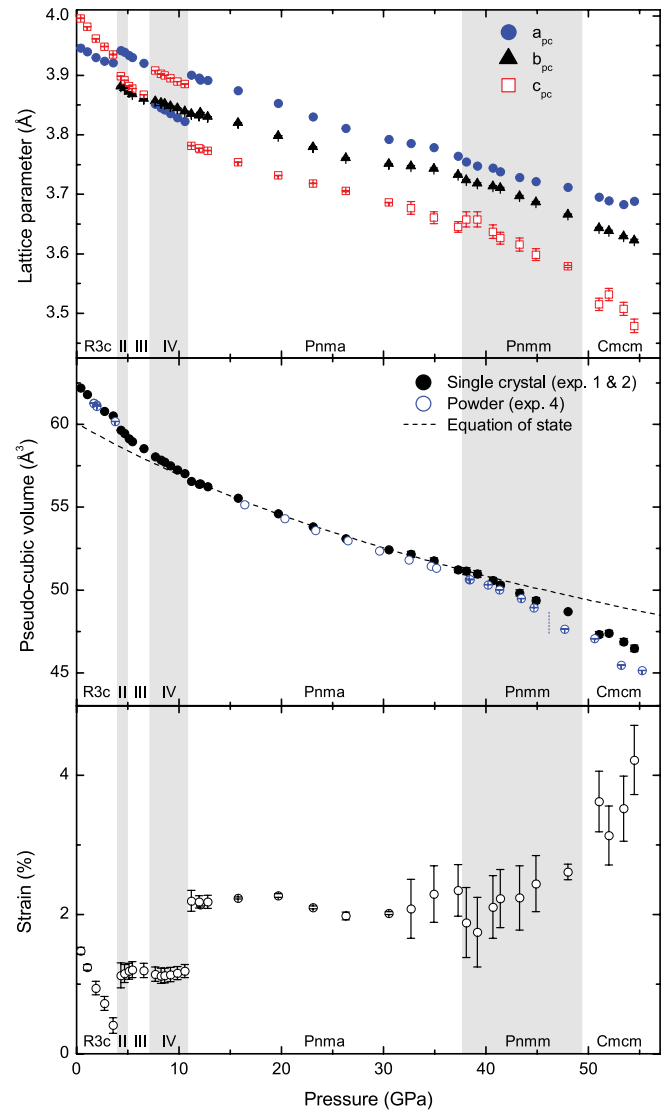 4.0
3.9
3.8
3.7
3.6
3.5
Lattice parameter (Å)
a pc
b pc
c pc
R3c II III IV Pnma Pnmm Cmcm
60
55
50
45
Pseudo-cubic volume (Å³)
Single crystal (exp. 1 & 2)
Powder (exp. 4)
Equation of state
R3c II III IV Pnma Pnmm Cmcm
4
2
0
Strain (%)
R3c II III IV Pnma Pnmm Cmcm
0 10 20 30 40 50
Pressure (GPa)